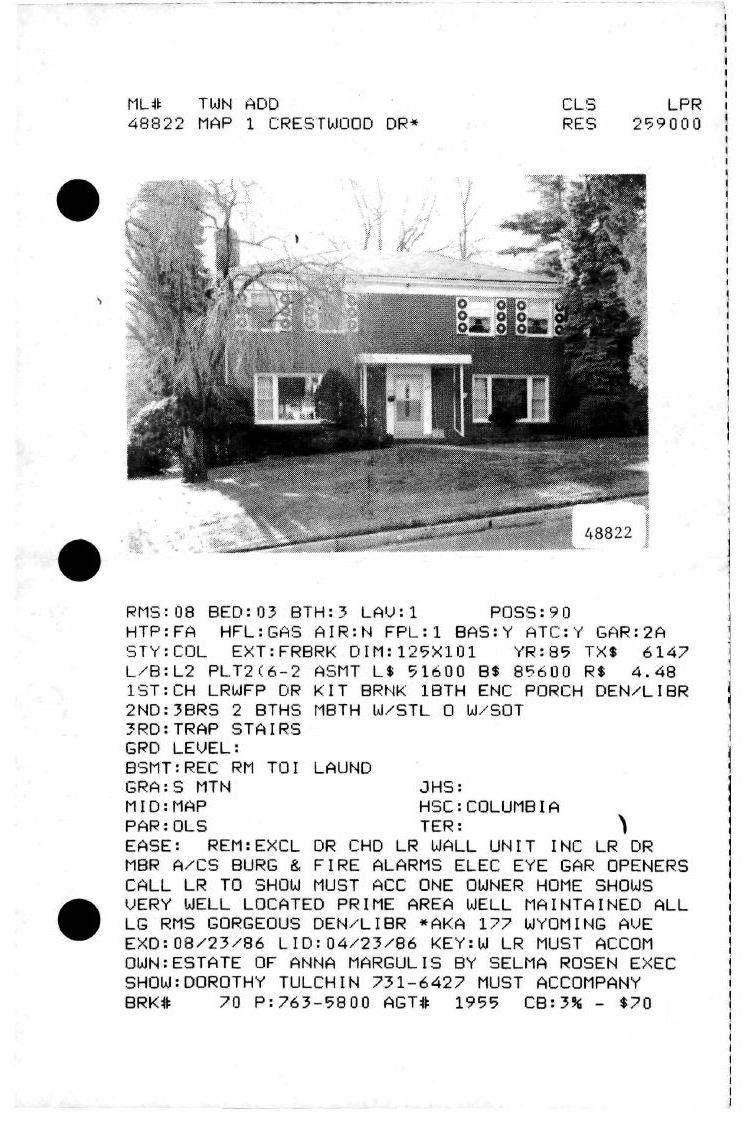 ML# TWN ADD CLS LPR
48822 MAP 1 CRESTWOOD DR* RES 259000
48822
RMS:08 BED:03 BTH:3 LAV:1 POSS:90
HTP:FA HFL:GAS AIR:N FPL:1 BAS:Y ATC:Y GAR:2A
STY:COL EXT:FRBRK DIM:125X101 YR:85 TX$ 6147
L/B:L2 PLT2(6-2 ASMT L$ 51600 B$ 85600 R$ 4.48
1ST:CH LRWFP DR KIT BRNK 1BTH ENC PORCH DEN/LIBR
2ND:3BRS 2 BTHS MBTH W/STL O W/SOT
3RD:TRAP STAIRS
GRD LEVEL:
BSMT:REC RM TOI LAUND
GRA:S MTN JHS:
MID:MAP HSC:COLUMBIA
PAR:OLS TER:
EASE: REM:EXCL DR CHD LR WALL UNIT INC LR DR
MBR A/CS BURG & FIRE ALARMS ELEC EYE GAR OPENERS
CALL LR TO SHOW MUST ACC ONE OWNER HOME SHOWS
VERY WELL LOCATED PRIME AREA WELL MAINTAINED ALL
LG RMS GORGEOUS DEN/LIBR *AKA 177 WYOMING AVE
EXD:08/23/86 LID:04/23/86 KEY:W LR MUST ACCOM
OWN:ESTATE OF ANNA MARGULIS BY SELMA ROSEN EXEC
SHOW:DOROTHY TULCHIN 731-6427 MUST ACCOMPANY
BRK# 70 P:763-5800 AGT# 1955 CB:3% - $70